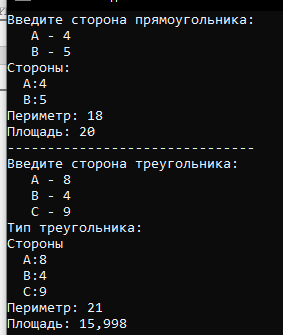 Введите сторона прямоугольника:
A - 4
B - 5
Стороны:
A:4
B:5
Периметр: 18
Площадь: 20
--------------------------------
Введите сторона треугольника:
A - 8
B - 4
C - 9
Тип треугольника:
Стороны
A:8
B:4
C:9
Периметр: 21
Площадь: 15,998